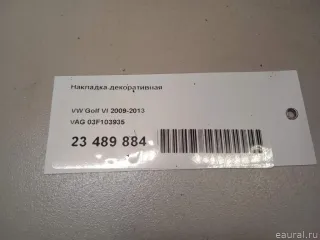 Накладка декоративная
VW Golf VI 2009-2013
VAG 03F103935
23 489 884
eaural.ru